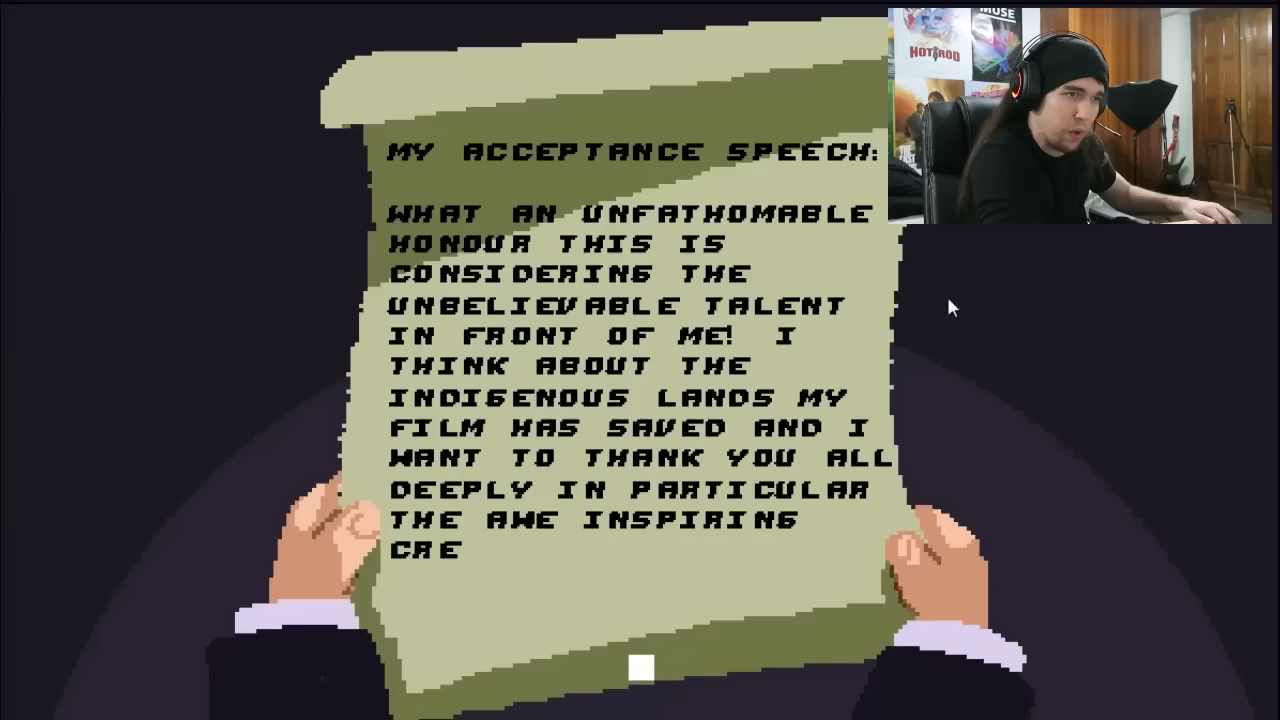 MY ACCEPTANCE SPEECH:
WHAT AN UNFATHOMABLE
HONOUR THIS IS
CONSIDERING THE
UNBELIEVABLE TALENT
IN FRONT OF ME! I
THINK ABOUT THE
INDIGENOUS LANDS MY
FILM HAS SAVED AND I
WANT TO THANK YOU ALL
DEEPLY IN PARTICULAR
THE AWE INSPIRING
CRE
MUSE
HOT ROD